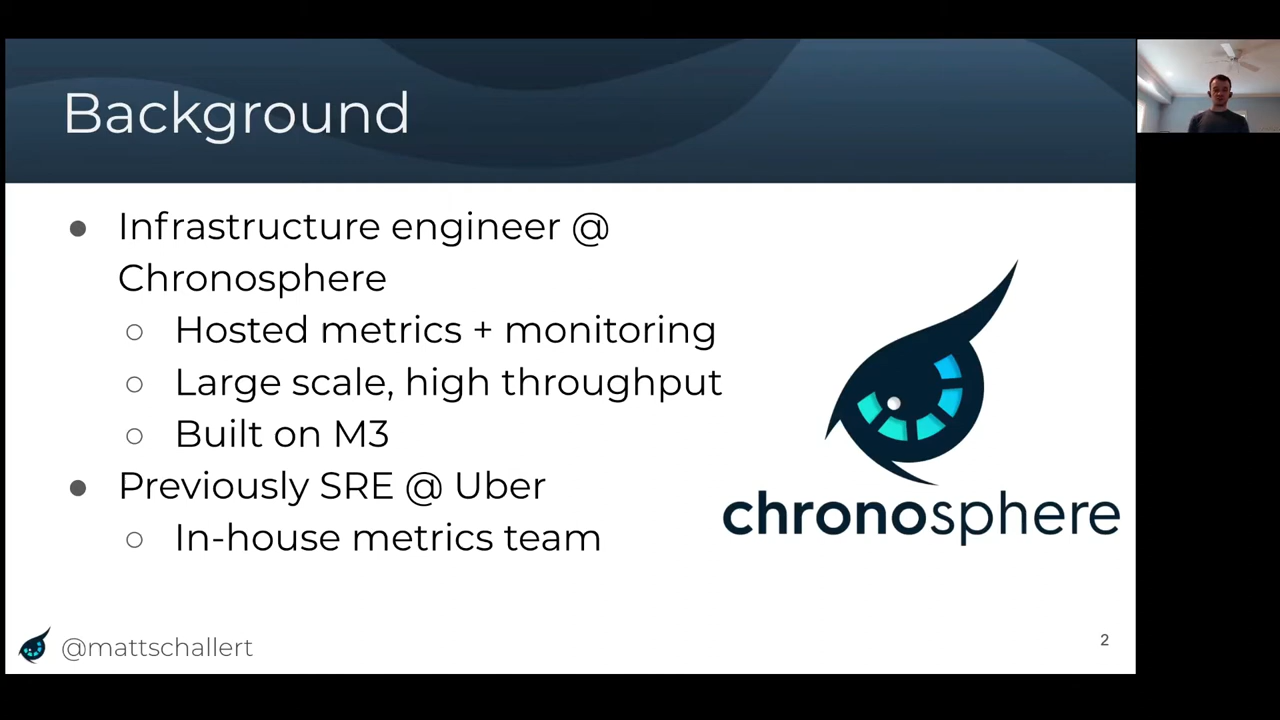 Background
● Infrastructure engineer @
Chronosphere
○ Hosted metrics + monitoring
○ Large scale, high throughput
○ Built on M3
● Previously SRE @ Uber
○ In-house metrics team
chronosphere
@mattschallert
2